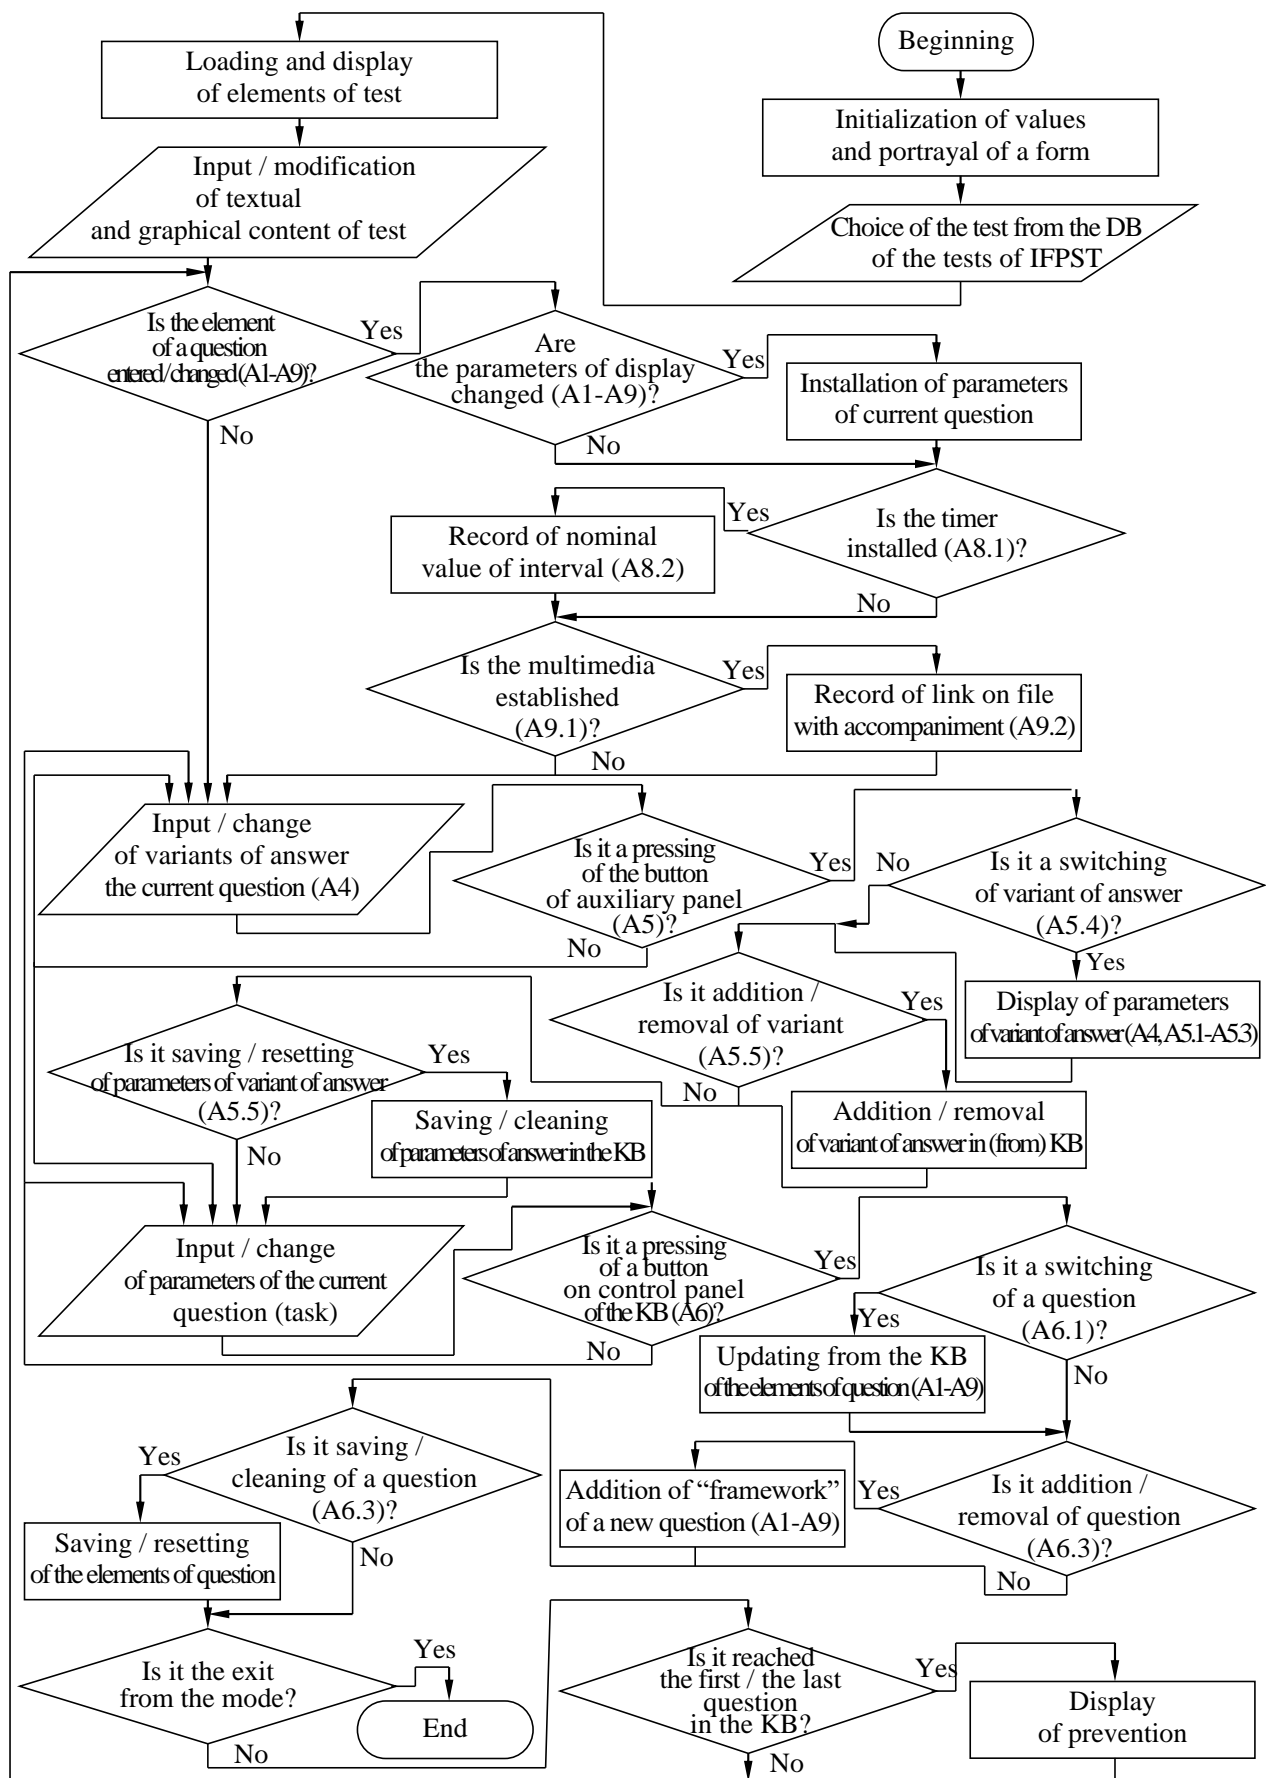 Beginning
Loading and display
of elements of test
Initialization of values
and portrayal of a form
Input / modification
of textual
and graphical content of test
Choice of the test from the DB
of the tests of IFPST
Is the element
of a question
entered/changed (A1-A9)?
Yes
No
Are
the parameters of display
changed (A1-A9)?
Yes
No
Installation of parameters
of current question
Is the timer
installed (A8.1)?
Yes
No
Record of nominal
value of interval (A8.2)
Is the multimedia
established
(A9.1)?
Yes
No
Record of link on file
with accompaniment (A9.2)
Input / change
of variants of answer
the current question (A4)
Is it a pressing
of the button
of auxiliary panel
(A5)?
Yes
No
Is it a switching
of variant of answer
(A5.4)?
No
Yes
Display of parameters
of variant of answer (A4, A5.1-A5.3)
Is it addition /
removal of variant
(A5.5)?
Yes
No
Addition / removal
of variant of answer in (from) KB
Is it saving / resetting
of parameters of variant of answer
(A5.5)?
Yes
No
Saving / cleaning
of parameters of answer in the KB
Input / change
of parameters of the current
question (task)
Is it a pressing
of a button
on control panel
of the KB (A6)?
Yes
No
Is it a switching
of a question
(A6.1)?
Yes
No
Updating from the KB
of the elements of question (A1-A9)
Is it addition /
removal of question
(A6.3)?
Yes
No
Addition of “framework”
of a new question (A1-A9)
Is it saving /
cleaning of a question
(A6.3)?
Yes
No
Saving / resetting
of the elements of question
Is it the exit
from the mode?
Yes
No
End
Is it reached
the first / the last
question
in the KB?
Yes
No
Display
of prevention